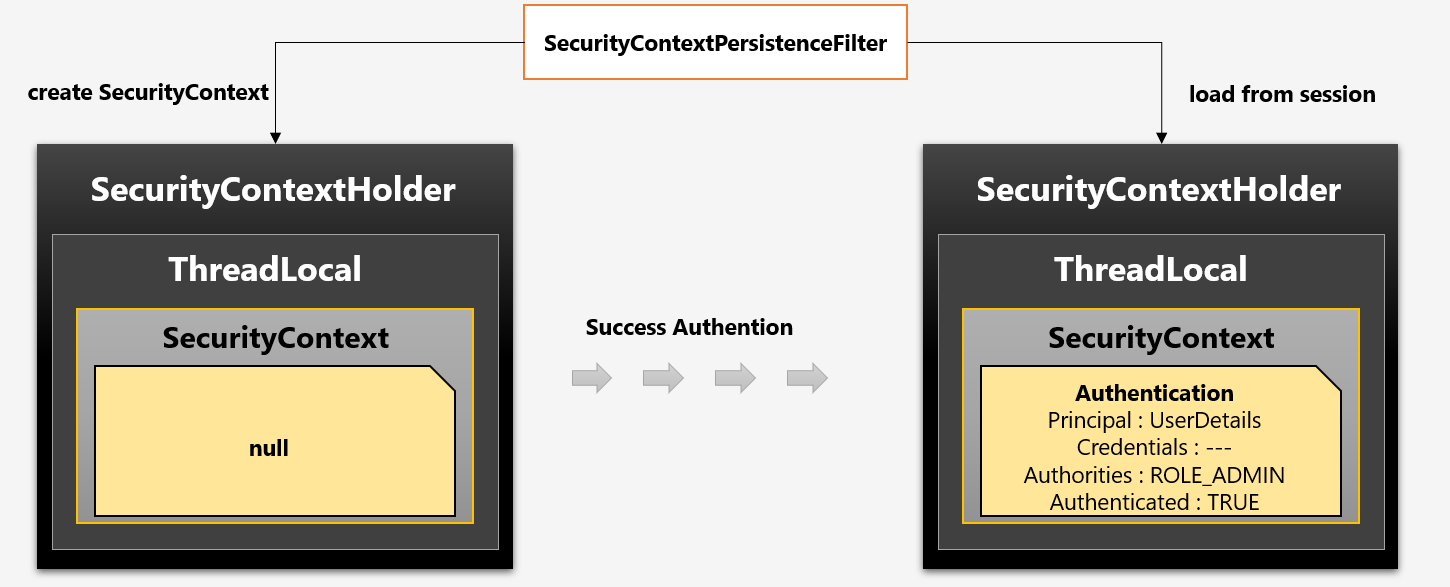 SecurityContextPersistenceFilter
create SecurityContext
load from session
SecurityContextHolder
ThreadLocal
SecurityContext
null
Success Authention
SecurityContextHolder
ThreadLocal
SecurityContext
Authentication
Principal : UserDetails
Credentials : ---
Authorities : ROLE_ADMIN
Authenticated : TRUE